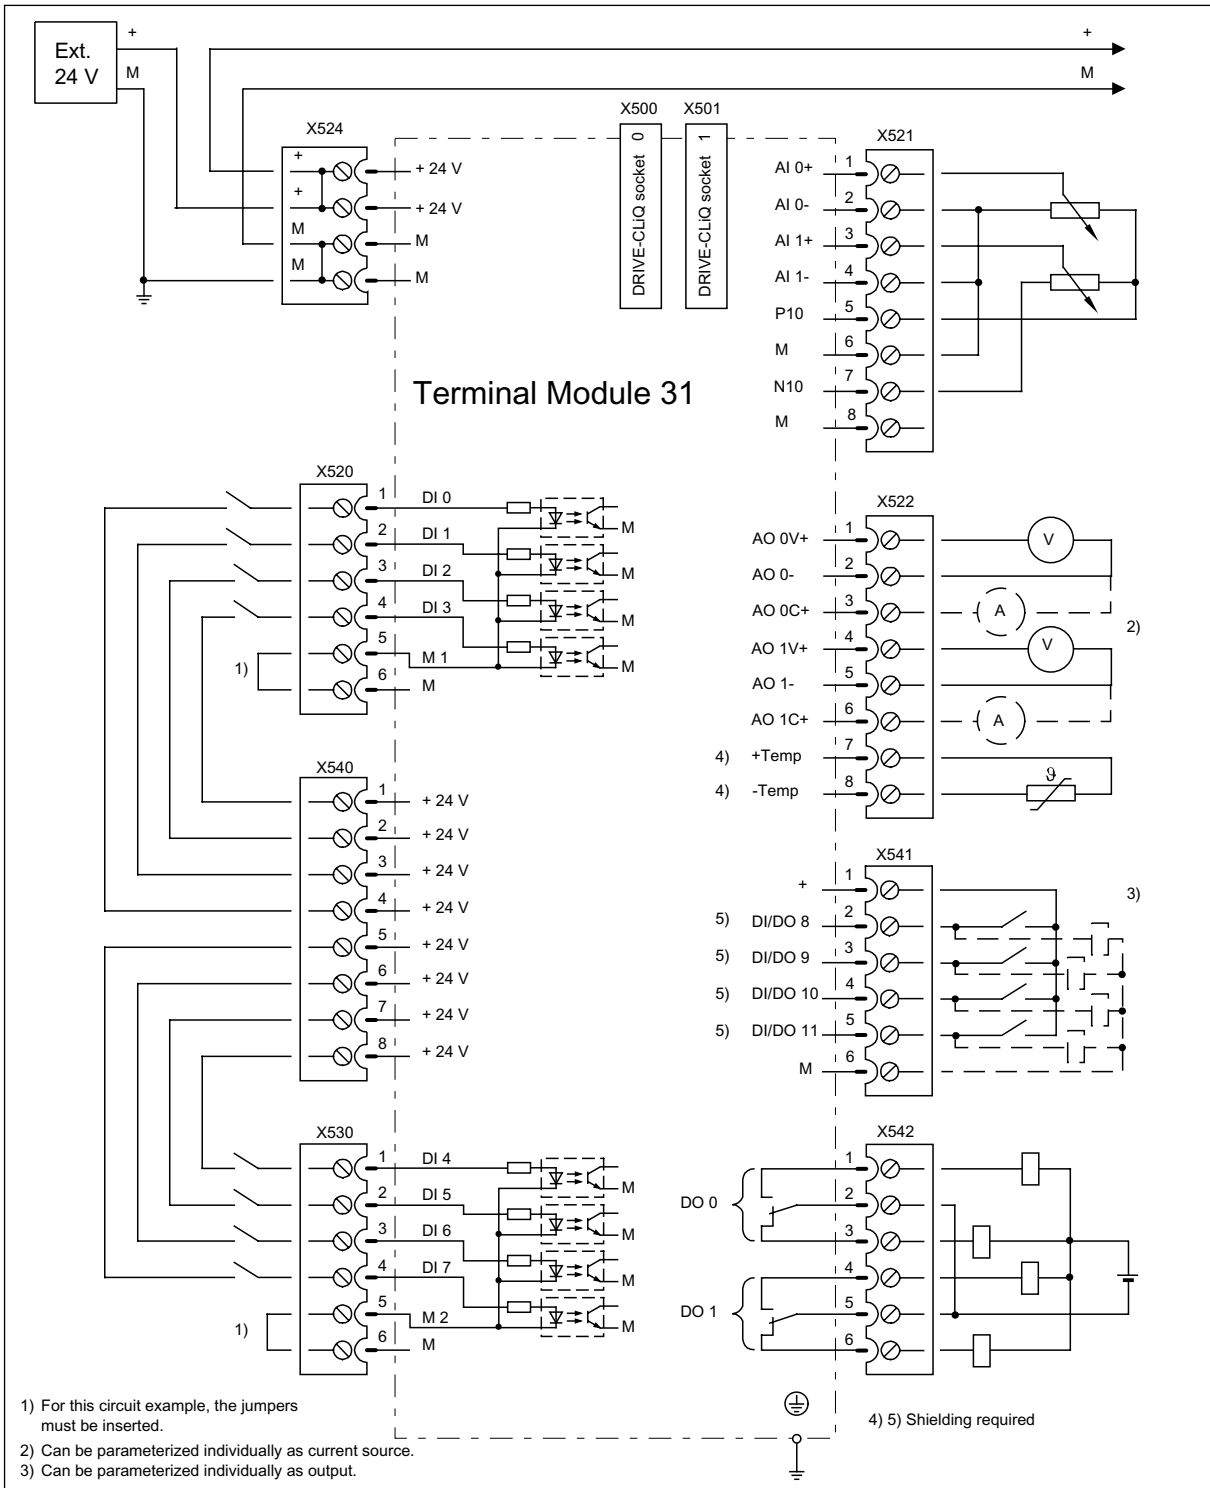 Ext.
24 V
+
M
+
M
X524
+
+
M
M
+ 24 V
+ 24 V
M
M
X500
DRIVE-CLiQ socket 0
X501
DRIVE-CLiQ socket 1
X521
AI 0+ 1
AI 0- 2
AI 1+ 3
AI 1- 4
P10 5
M 6
N10 7
M 8
Terminal Module 31
X520
1 DI 0
2 DI 1
3 DI 2
4 DI 3
5 M 1
6 M
1)
M
M
M
M
X522
AO 0V+ 1
AO 0- 2
AO 0C+ 3
AO 1V+ 4
AO 1- 5
AO 1C+ 6
4) +Temp 7
4) -Temp 8
V
A
V
A
ϑ
2)
X540
1 + 24 V
2 + 24 V
3 + 24 V
4 + 24 V
5 + 24 V
6 + 24 V
7 + 24 V
8 + 24 V
X541
+ 1
5) DI/DO 8 2
5) DI/DO 9 3
5) DI/DO 10 4
5) DI/DO 11 5
M 6
3)
X530
1 DI 4
2 DI 5
3 DI 6
4 DI 7
5 M 2
6 M
1)
M
M
M
M
X542
DO 0
1
2
3
DO 1
4
5
6
1) For this circuit example, the jumpers
must be inserted.
2) Can be parameterized individually as current source.
3) Can be parameterized individually as output.
4) 5) Shielding required